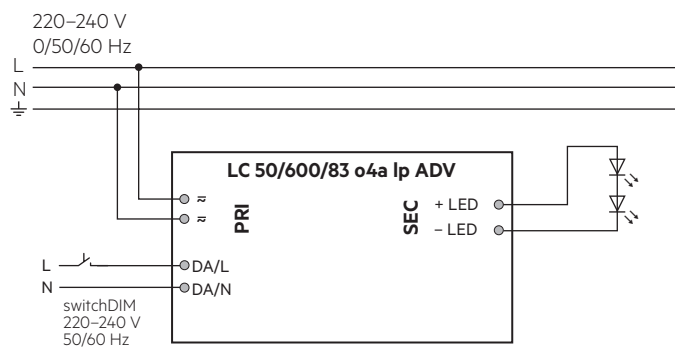 220–240 V
0/50/60 Hz
L
N
LC 50/600/83 o4a lp ADV
≂
≂
PRI
SEC
+ LED
– LED
L
DA/L
N
DA/N
switchDIM
220–240 V
50/60 Hz